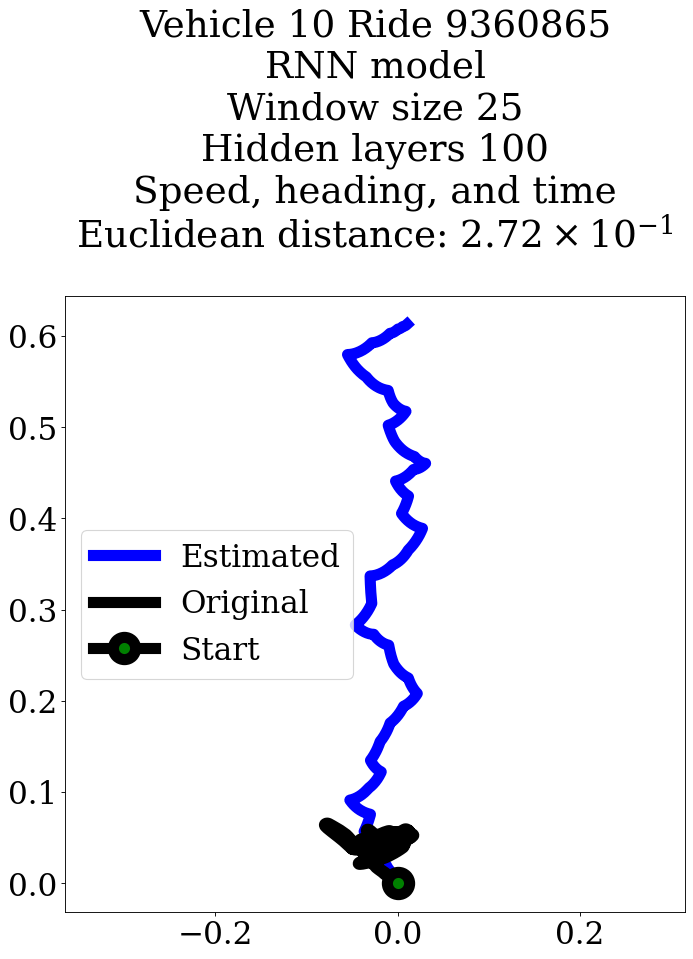 Vehicle 10 Ride 9360865
RNN model
Window size 25
Hidden layers 100
Speed, heading, and time
Euclidean distance: 2.72 × 10⁻¹
0.6
0.5
0.4
0.3
0.2
0.1
0.0
Estimated
Original
Start
−0.2
0.0
0.2